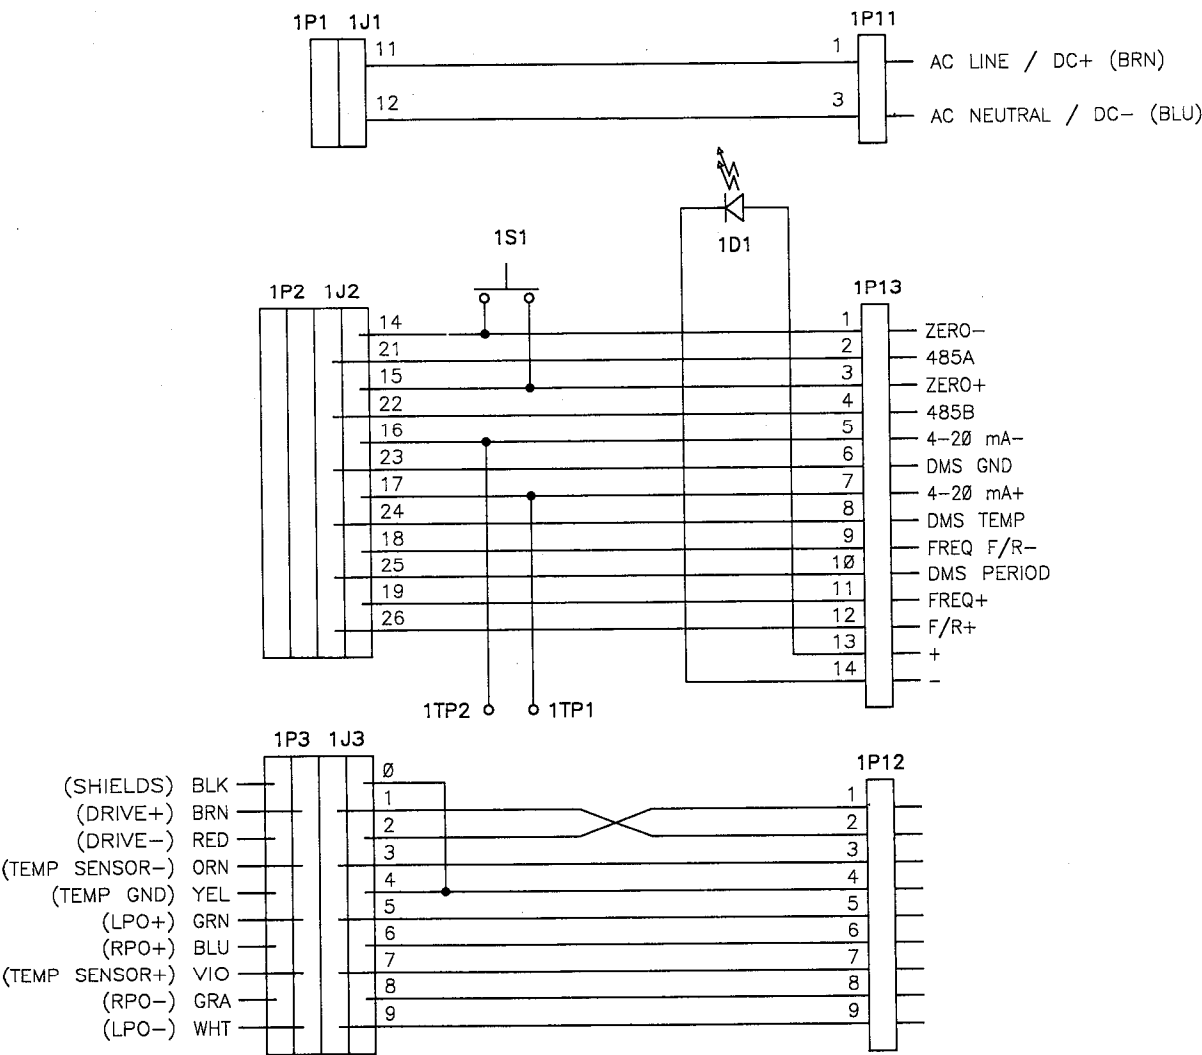 1P1 1J1 1P11
11 1 AC LINE / DC+ (BRN)
12 3 AC NEUTRAL / DC- (BLU)
1D1
1S1
1P2 1J2 1P13
14 1 ZERO-
21 2 485A
15 3 ZERO+
22 4 485B
16 5 4-20 mA-
23 6 DMS GND
17 7 4-20 mA+
24 8 DMS TEMP
18 9 FREQ F/R-
25 10 DMS PERIOD
19 11 FREQ+
26 12 F/R+
13 +
14 -
1TP2 1TP1
1P3 1J3 1P12
(SHIELDS) BLK 0
(DRIVE+) BRN 1 1
(DRIVE-) RED 2 2
(TEMP SENSOR-) ORN 3 3
(TEMP GND) YEL 4 4
(LPO+) GRN 5 5
(RPO+) BLU 6 6
(TEMP SENSOR+) VIO 7 7
(RPO-) GRA 8 8
(LPO-) WHT 9 9